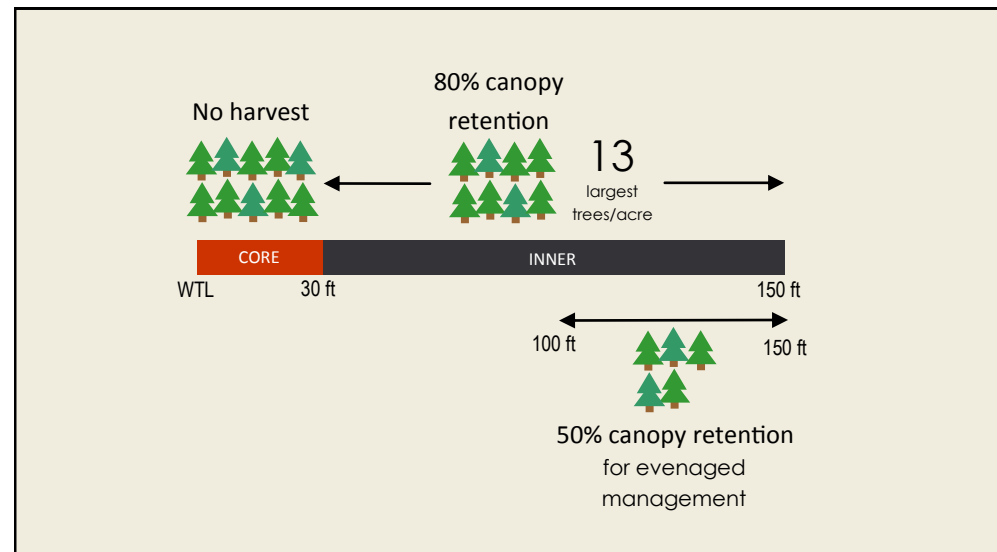 No harvest
80% canopy
retention
13
largest
trees/acre
CORE
INNER
WTL
30 ft
150 ft
100 ft
150 ft
50% canopy retention
for evenaged
management